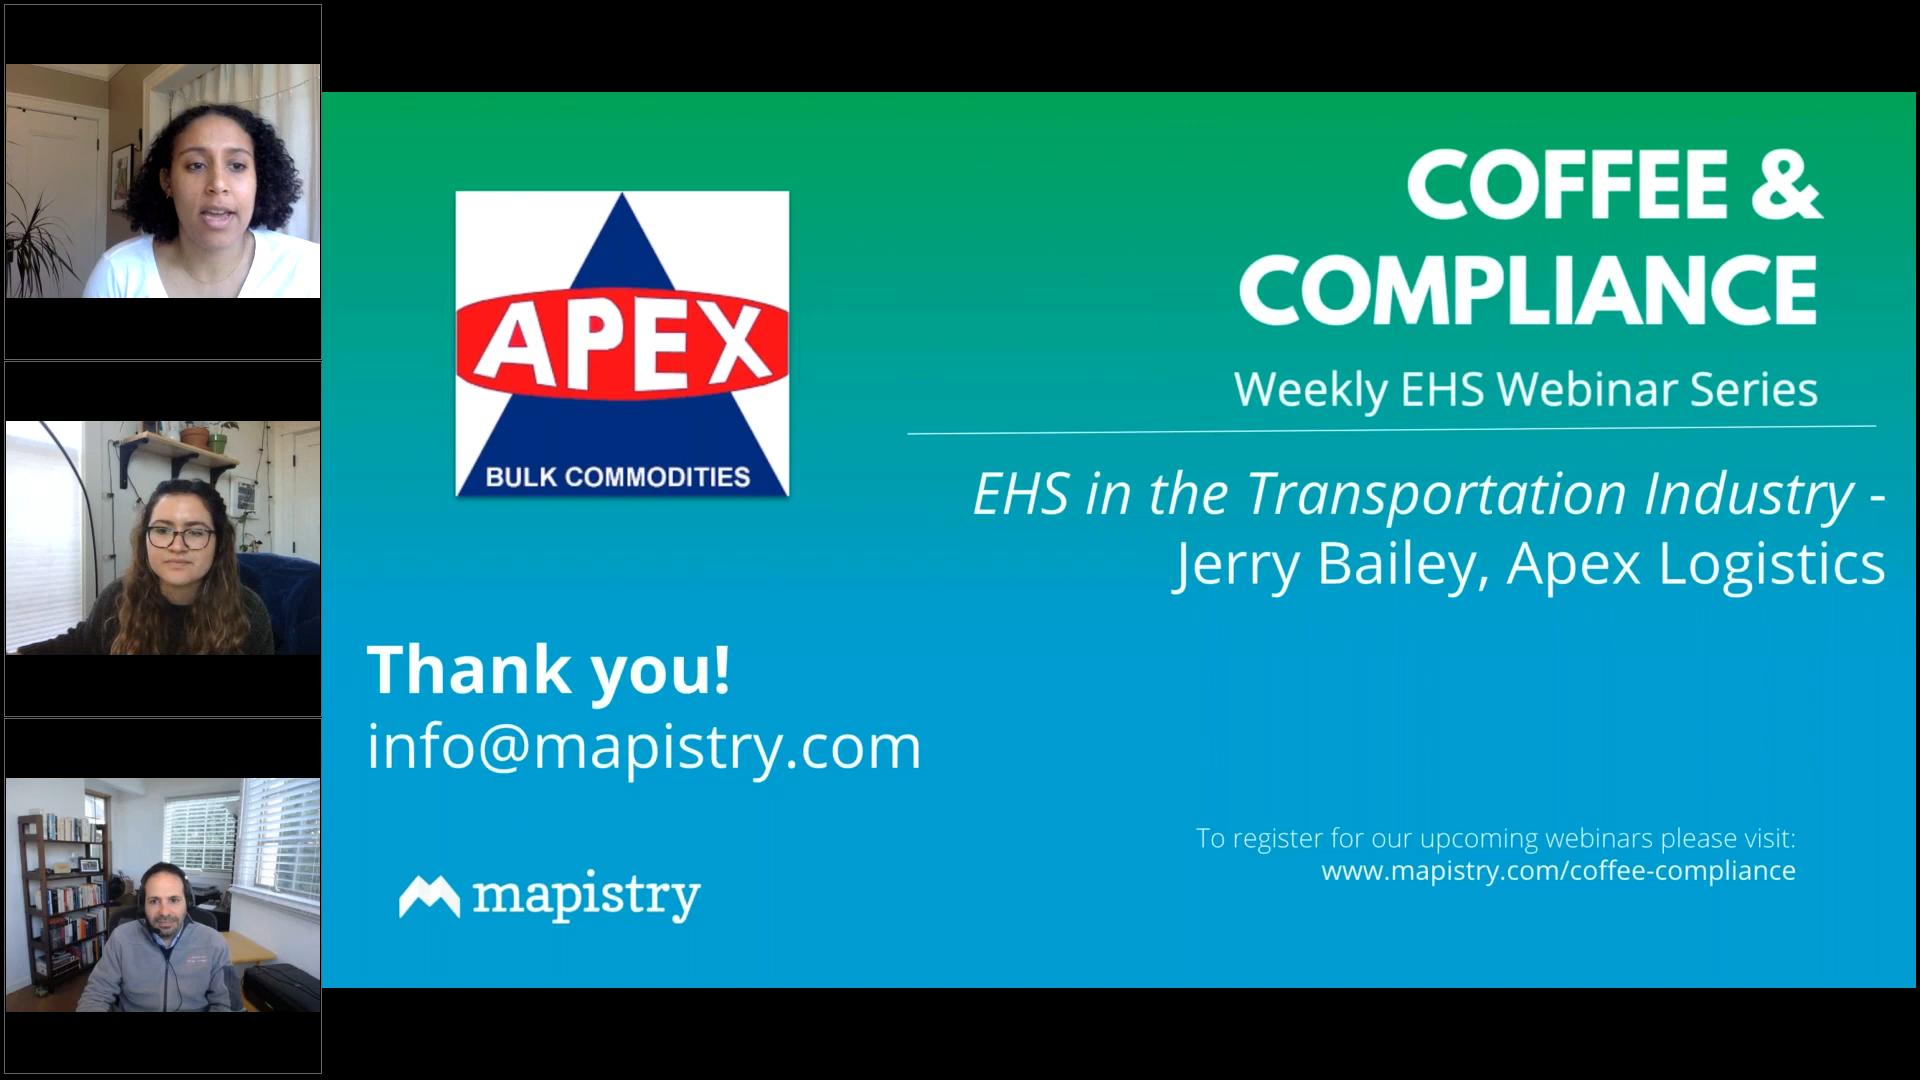 APEX
BULK COMMODITIES
COFFEE &
COMPLIANCE
Weekly EHS Webinar Series
EHS in the Transportation Industry -
Jerry Bailey, Apex Logistics
Thank you!
info@mapistry.com
mapistry
To register for our upcoming webinars please visit:
www.mapistry.com/coffee-compliance